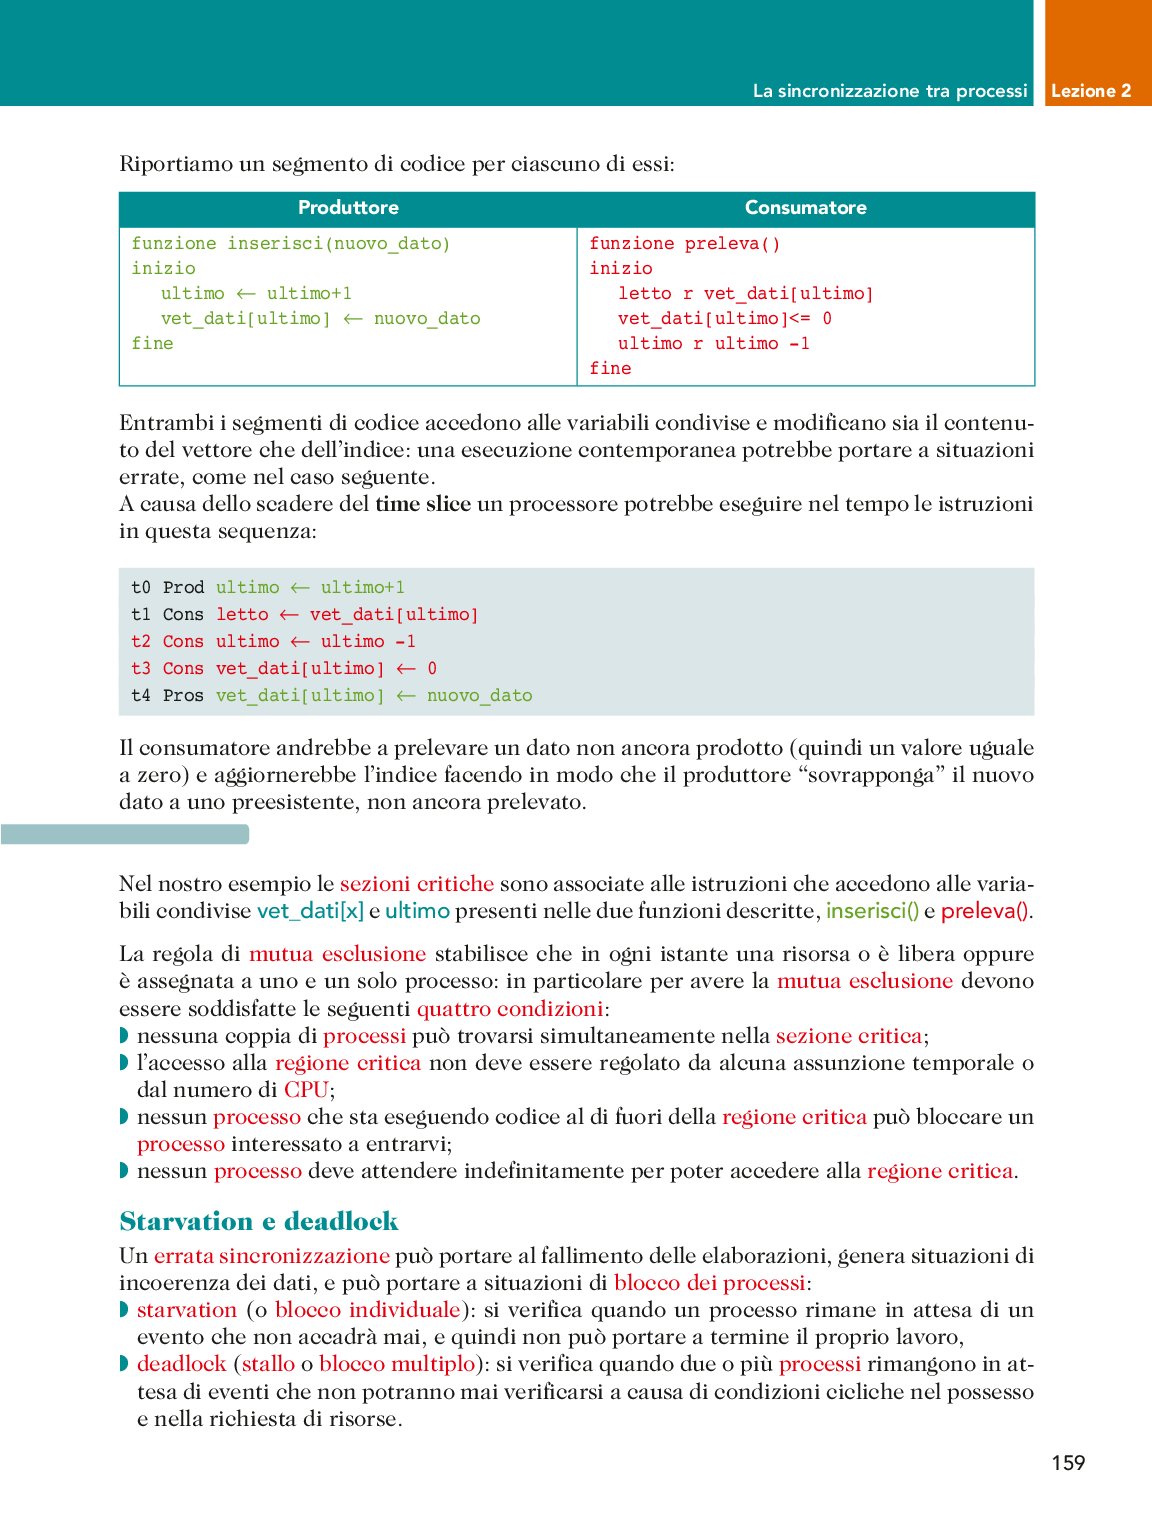 La sincronizzazione tra processi Lezione 2
Riportiamo un segmento di codice per ciascuno di essi:
Produttore Consumatore
funzione inserisci(nuovo_dato)
inizio
ultimo ← ultimo+1
vet_dati[ultimo] ← nuovo_dato
fine
funzione preleva()
inizio
letto r vet_dati[ultimo]
vet_dati[ultimo]<= 0
ultimo r ultimo -1
fine
Entrambi i segmenti di codice accedono alle variabili condivise e modificano sia il contenu-
to del vettore che dell'indice: una esecuzione contemporanea potrebbe portare a situazioni
errate, come nel caso seguente.
A causa dello scadere del time slice un processore potrebbe eseguire nel tempo le istruzioni
in questa sequenza:
t0 Prod ultimo ← ultimo+1
t1 Cons letto ← vet_dati[ultimo]
t2 Cons ultimo ← ultimo -1
t3 Cons vet_dati[ultimo] ← 0
t4 Pros vet_dati[ultimo] ← nuovo_dato
Il consumatore andrebbe a prelevare un dato non ancora prodotto (quindi un valore uguale
a zero) e aggiornerebbe l'indice facendo in modo che il produttore “sovrapponga” il nuovo
dato a uno preesistente, non ancora prelevato.
Nel nostro esempio le sezioni critiche sono associate alle istruzioni che accedono alle varia-
bili condivise vet_dati[x] e ultimo presenti nelle due funzioni descritte, inserisci() e preleva().
La regola di mutua esclusione stabilisce che in ogni istante una risorsa o è libera oppure
è assegnata a uno e un solo processo: in particolare per avere la mutua esclusione devono
essere soddisfatte le seguenti quattro condizioni:
◗ nessuna coppia di processi può trovarsi simultaneamente nella sezione critica;
◗ l'accesso alla regione critica non deve essere regolato da alcuna assunzione temporale o
dal numero di CPU;
◗ nessun processo che sta eseguendo codice al di fuori della regione critica può bloccare un
processo interessato a entrarvi;
◗ nessun processo deve attendere indefinitamente per poter accedere alla regione critica.
Starvation e deadlock
Un errata sincronizzazione può portare al fallimento delle elaborazioni, genera situazioni di
incoerenza dei dati, e può portare a situazioni di blocco dei processi:
◗ starvation (o blocco individuale): si verifica quando un processo rimane in attesa di un
evento che non accadrà mai, e quindi non può portare a termine il proprio lavoro,
◗ deadlock (stallo o blocco multiplo): si verifica quando due o più processi rimangono in at-
tesa di eventi che non potranno mai verificarsi a causa di condizioni cicliche nel possesso
e nella richiesta di risorse.
159